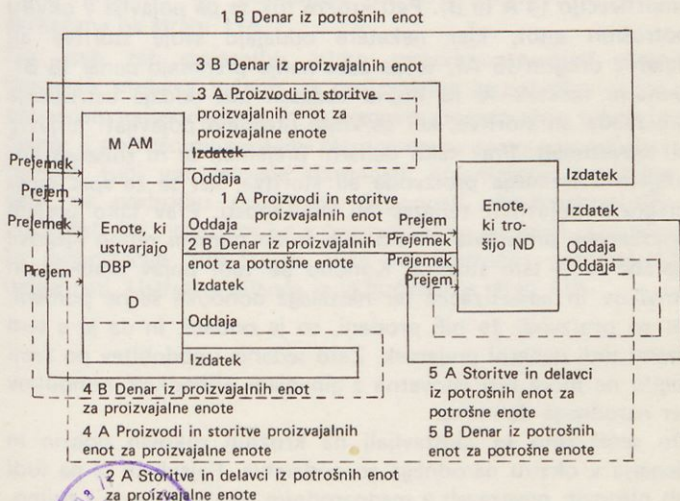 1 B Denar iz potrošnih enot
3 B Denar iz proizvajalnih enot
3 A Proizvodi in storitve
proizvajalnih enot za
proizvajalne enote
M AM
Izdatek
Oddaja
Prejemek
Prejem
Prejemek
Prejem
1 A Proizvodi in storitve
proizvajalnih enot
Enote, ki
ustvarjajo
DBP
D
Oddaja
2 B Denar iz proizvajalnih
enot za potrošne enote
Izdatek
Oddaja
Izdatek
Prejem
Prejemek
Prejemek
Prejem
Enote,
ki tro-
šijo ND
Izdatek
Izdatek
Oddaja
Oddaja
4 B Denar iz proizvajalnih enot
za proizvajalne enote
4 A Proizvodi in storitve proizvajalnih
enot za proizvajalne enote
2 A Storitve in delavci iz potrošnih enot
za proizvajalne enote
5 A Storitve in delavci
iz potrošnih enot za
potrošne enote
5 B Denar iz potrošnih
enot za potrošne enote